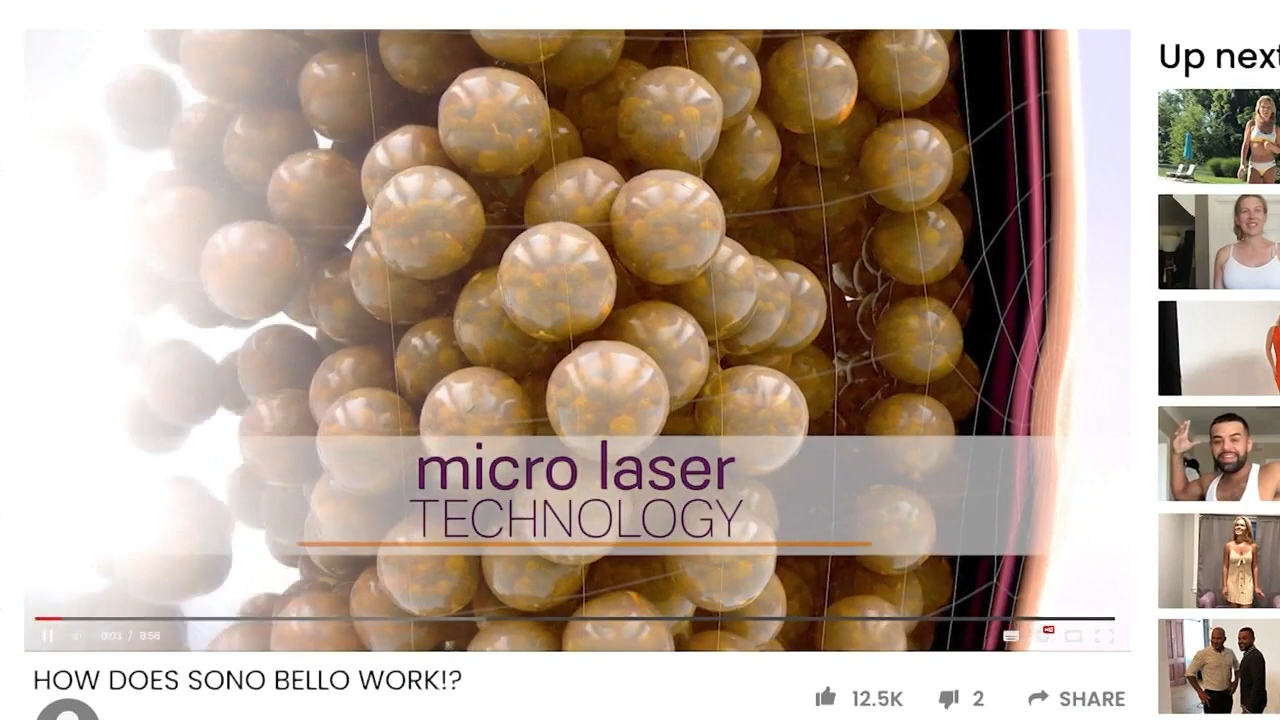 Up next
micro laser
TECHNOLOGY
HOW DOES SONO BELLO WORK!?
12.5K
2
SHARE